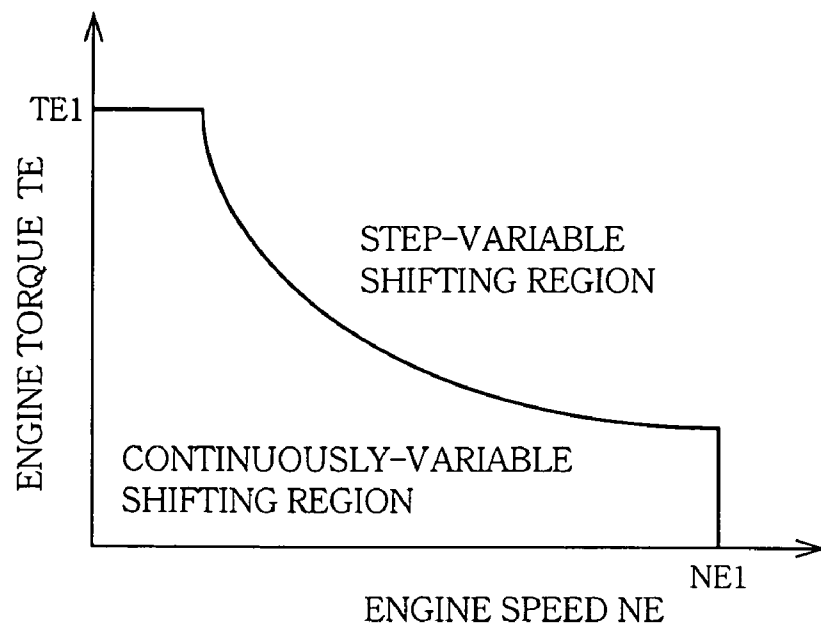 TE1
ENGINE TORQUE TE
STEP-VARIABLE
SHIFTING REGION
CONTINUOUSLY-VARIABLE
SHIFTING REGION
NE1
ENGINE SPEED NE